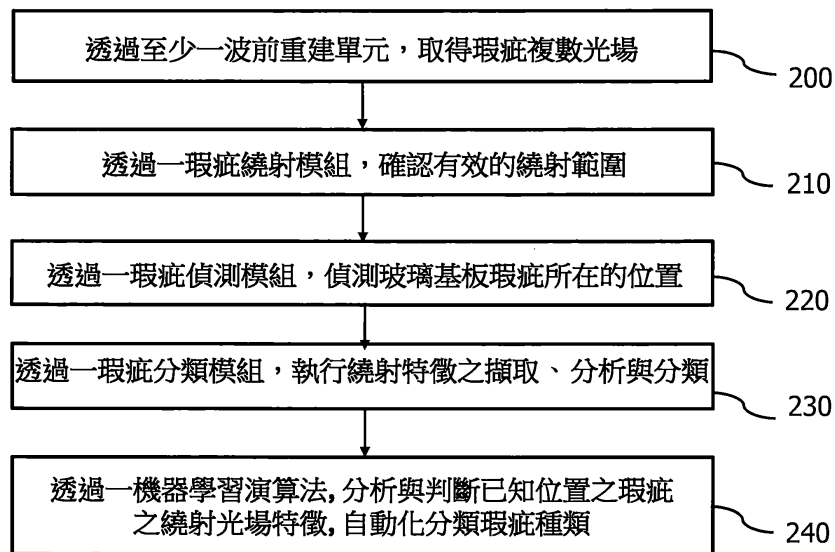 透過至少一波前重建單元，取得瑕疵複數光場
200
透過一瑕疵繞射模組，確認有效的繞射範圍
210
透過一瑕疵偵測模組，偵測玻璃基板瑕疵所在的位置
220
透過一瑕疵分類模組，執行繞射特徵之擷取、分析與分類
230
透過一機器學習演算法,分析與判斷已知位置之瑕疵
之繞射光場特徵,自動化分類瑕疵種類
240